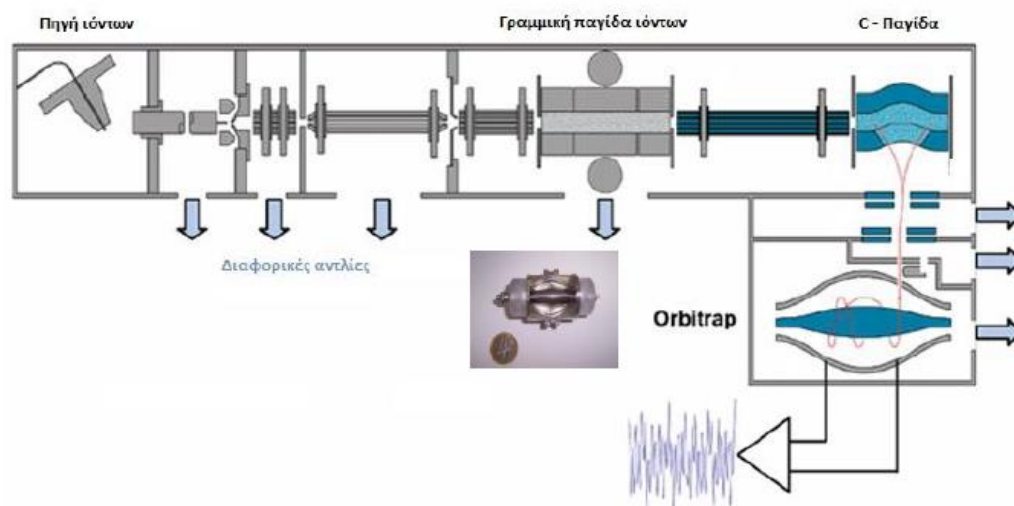 Πηγή ιόντων
Γραμμική παγίδα ιόντων
C - Παγίδα
Διαφορικές αντλίες
Orbitrap